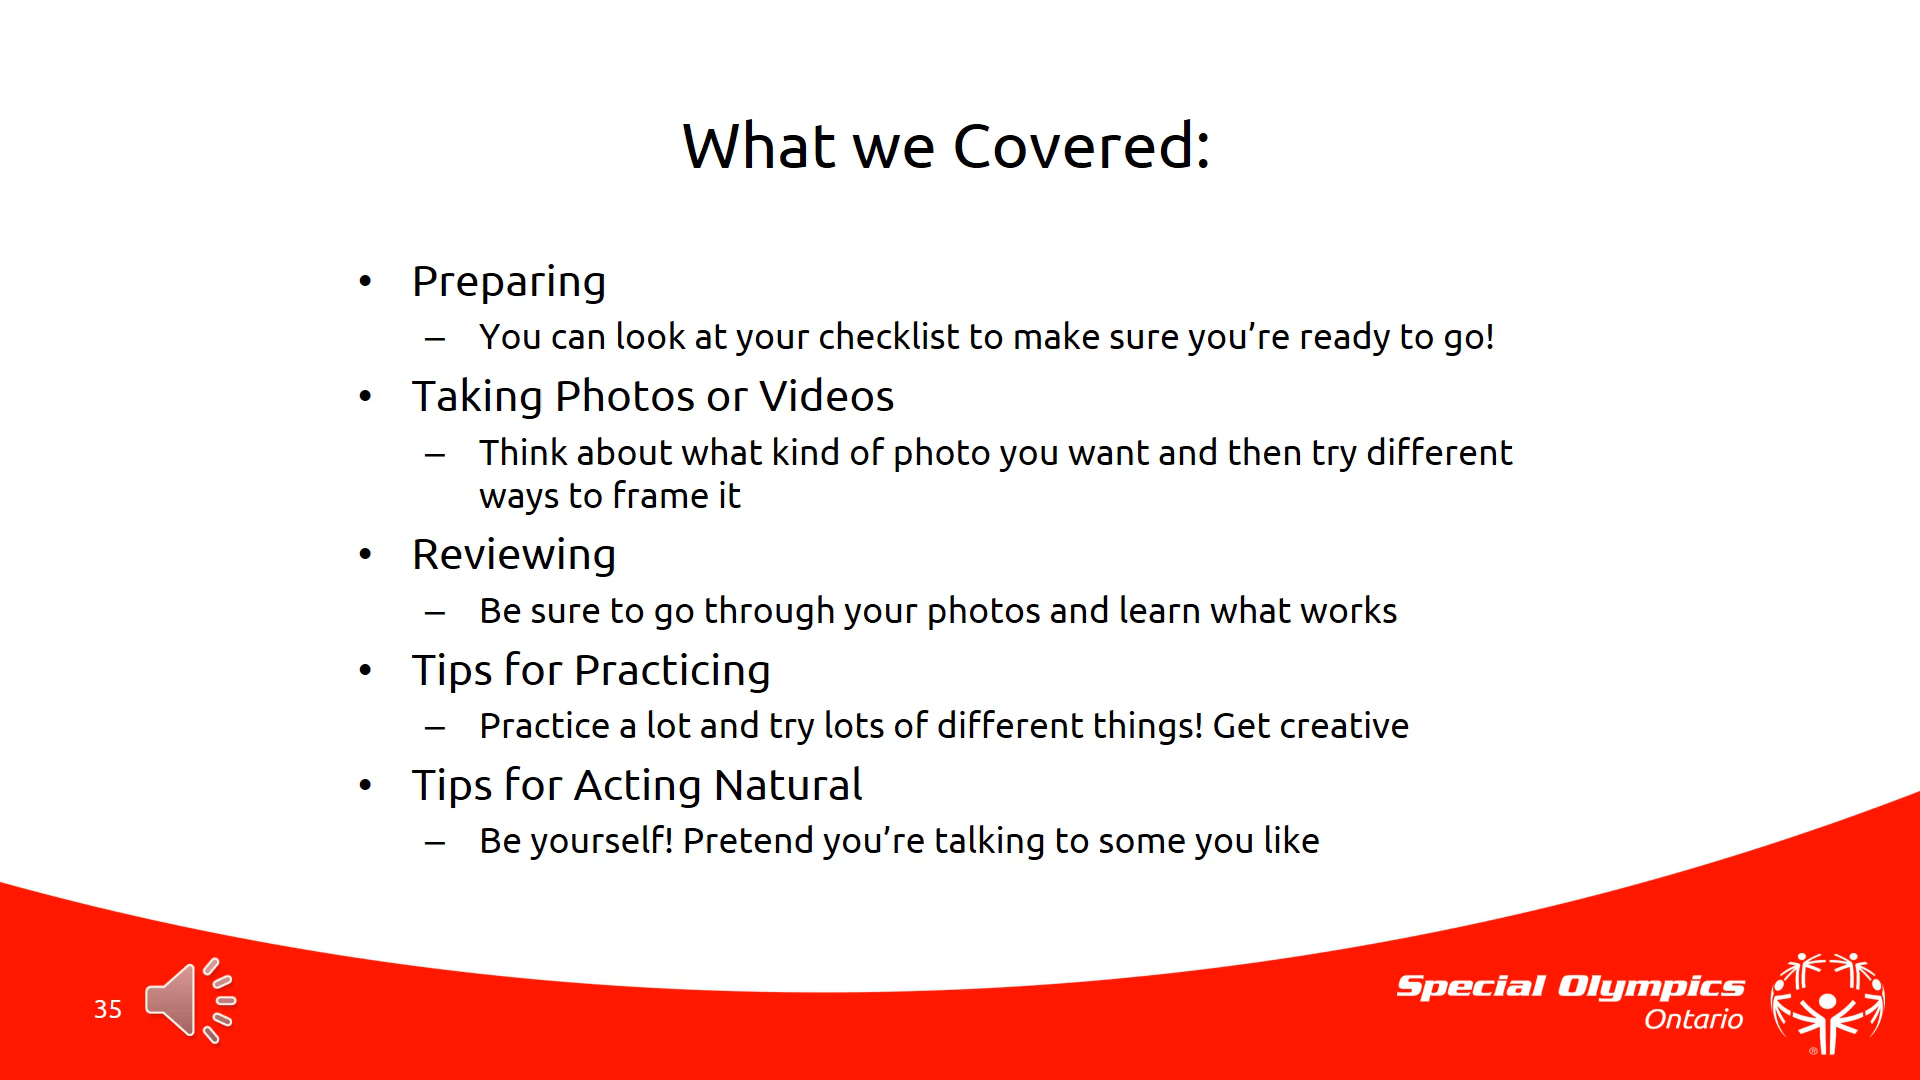 What we Covered:
• Preparing
– You can look at your checklist to make sure you’re ready to go!
• Taking Photos or Videos
– Think about what kind of photo you want and then try different
ways to frame it
• Reviewing
– Be sure to go through your photos and learn what works
• Tips for Practicing
– Practice a lot and try lots of different things! Get creative
• Tips for Acting Natural
– Be yourself! Pretend you’re talking to some you like
35
Special Olympics
Ontario
®